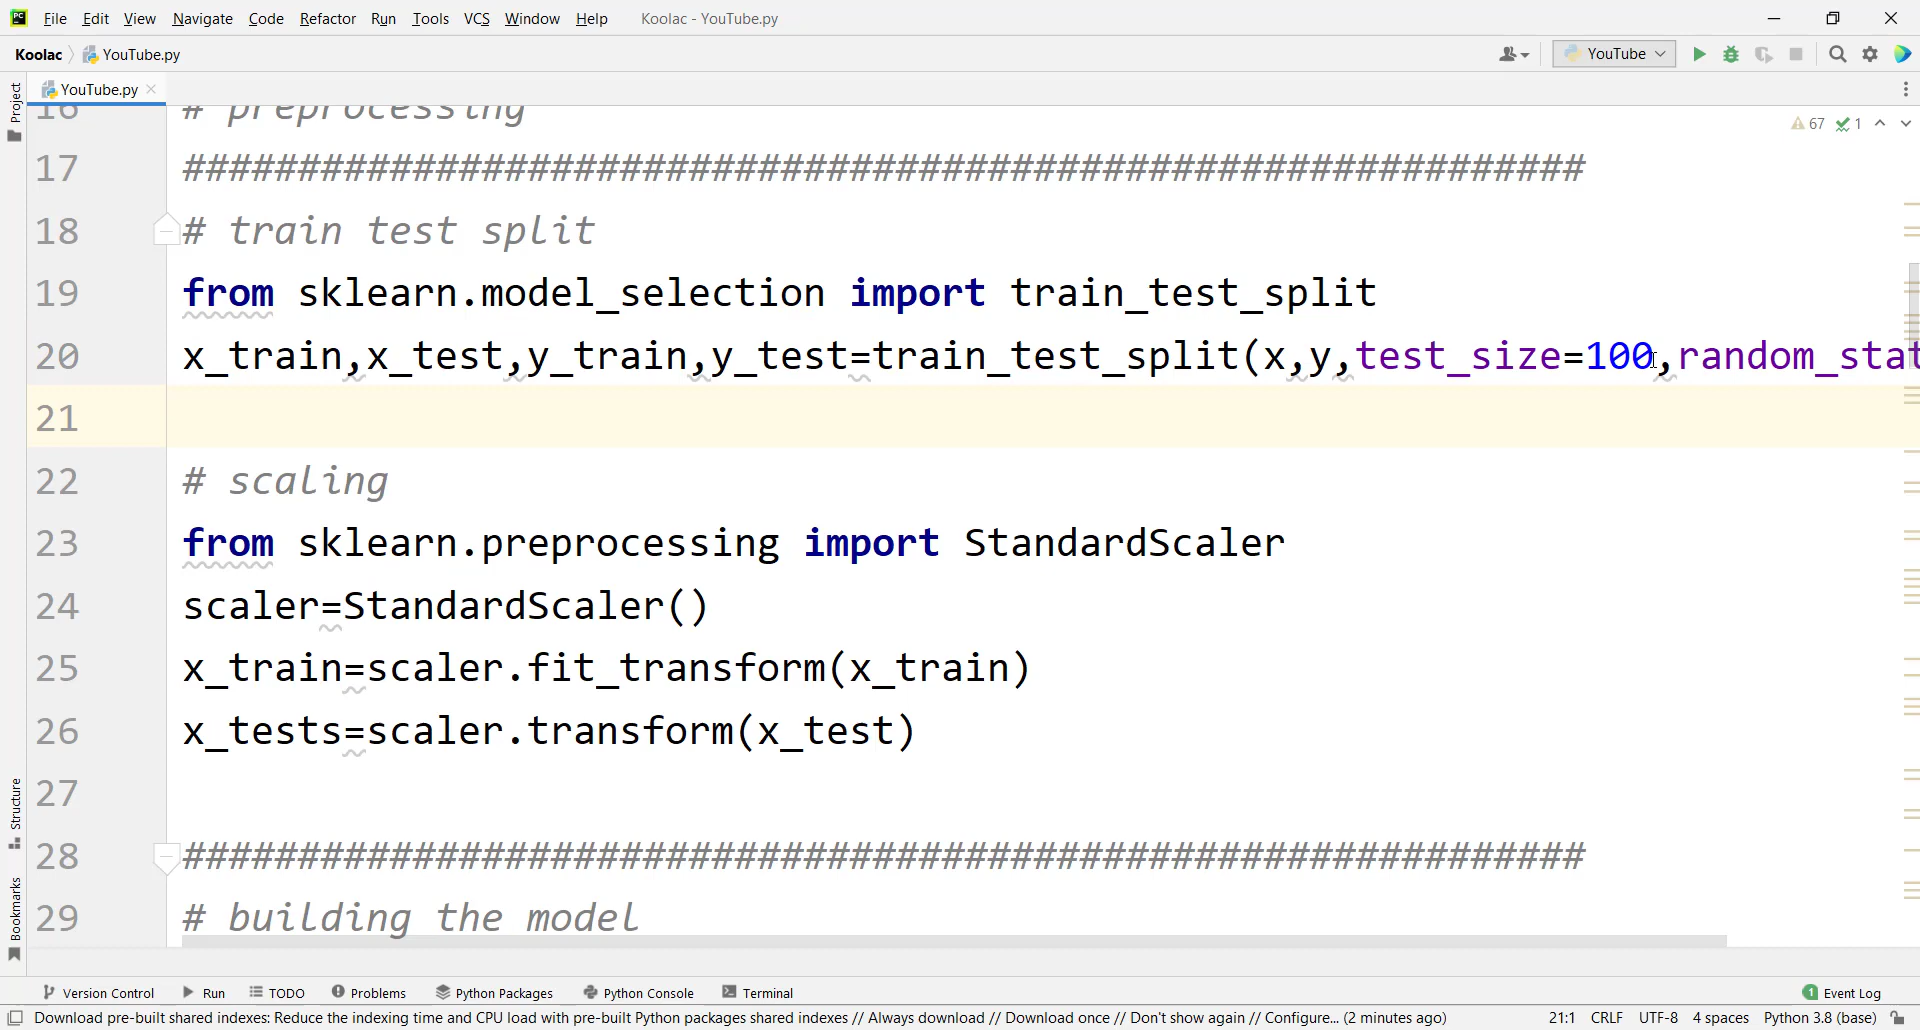 File Edit View Navigate Code Refactor Run Tools VCS Window Help Koolac - YouTube.py
Koolac YouTube.py YouTube
YouTube.py
Project
67 1
16 # preprocessing
17 #############################################################
18 # train test split
19 from sklearn.model_selection import train_test_split
20 x_train,x_test,y_train,y_test=train_test_split(x,y,test_size=100,random_stat
21
22 # scaling
23 from sklearn.preprocessing import StandardScaler
24 scaler=StandardScaler()
25 x_train=scaler.fit_transform(x_train)
26 x_tests=scaler.transform(x_test)
27
28 #############################################################
29 # building the model
Structure
Bookmarks
Version Control Run TODO Problems Python Packages Python Console Terminal 1 Event Log
Download pre-built shared indexes: Reduce the indexing time and CPU load with pre-built Python packages shared indexes // Always download // Download once // Don't show again // Configure... (2 minutes ago) 21:1 CRLF UTF-8 4 spaces Python 3.8 (base)